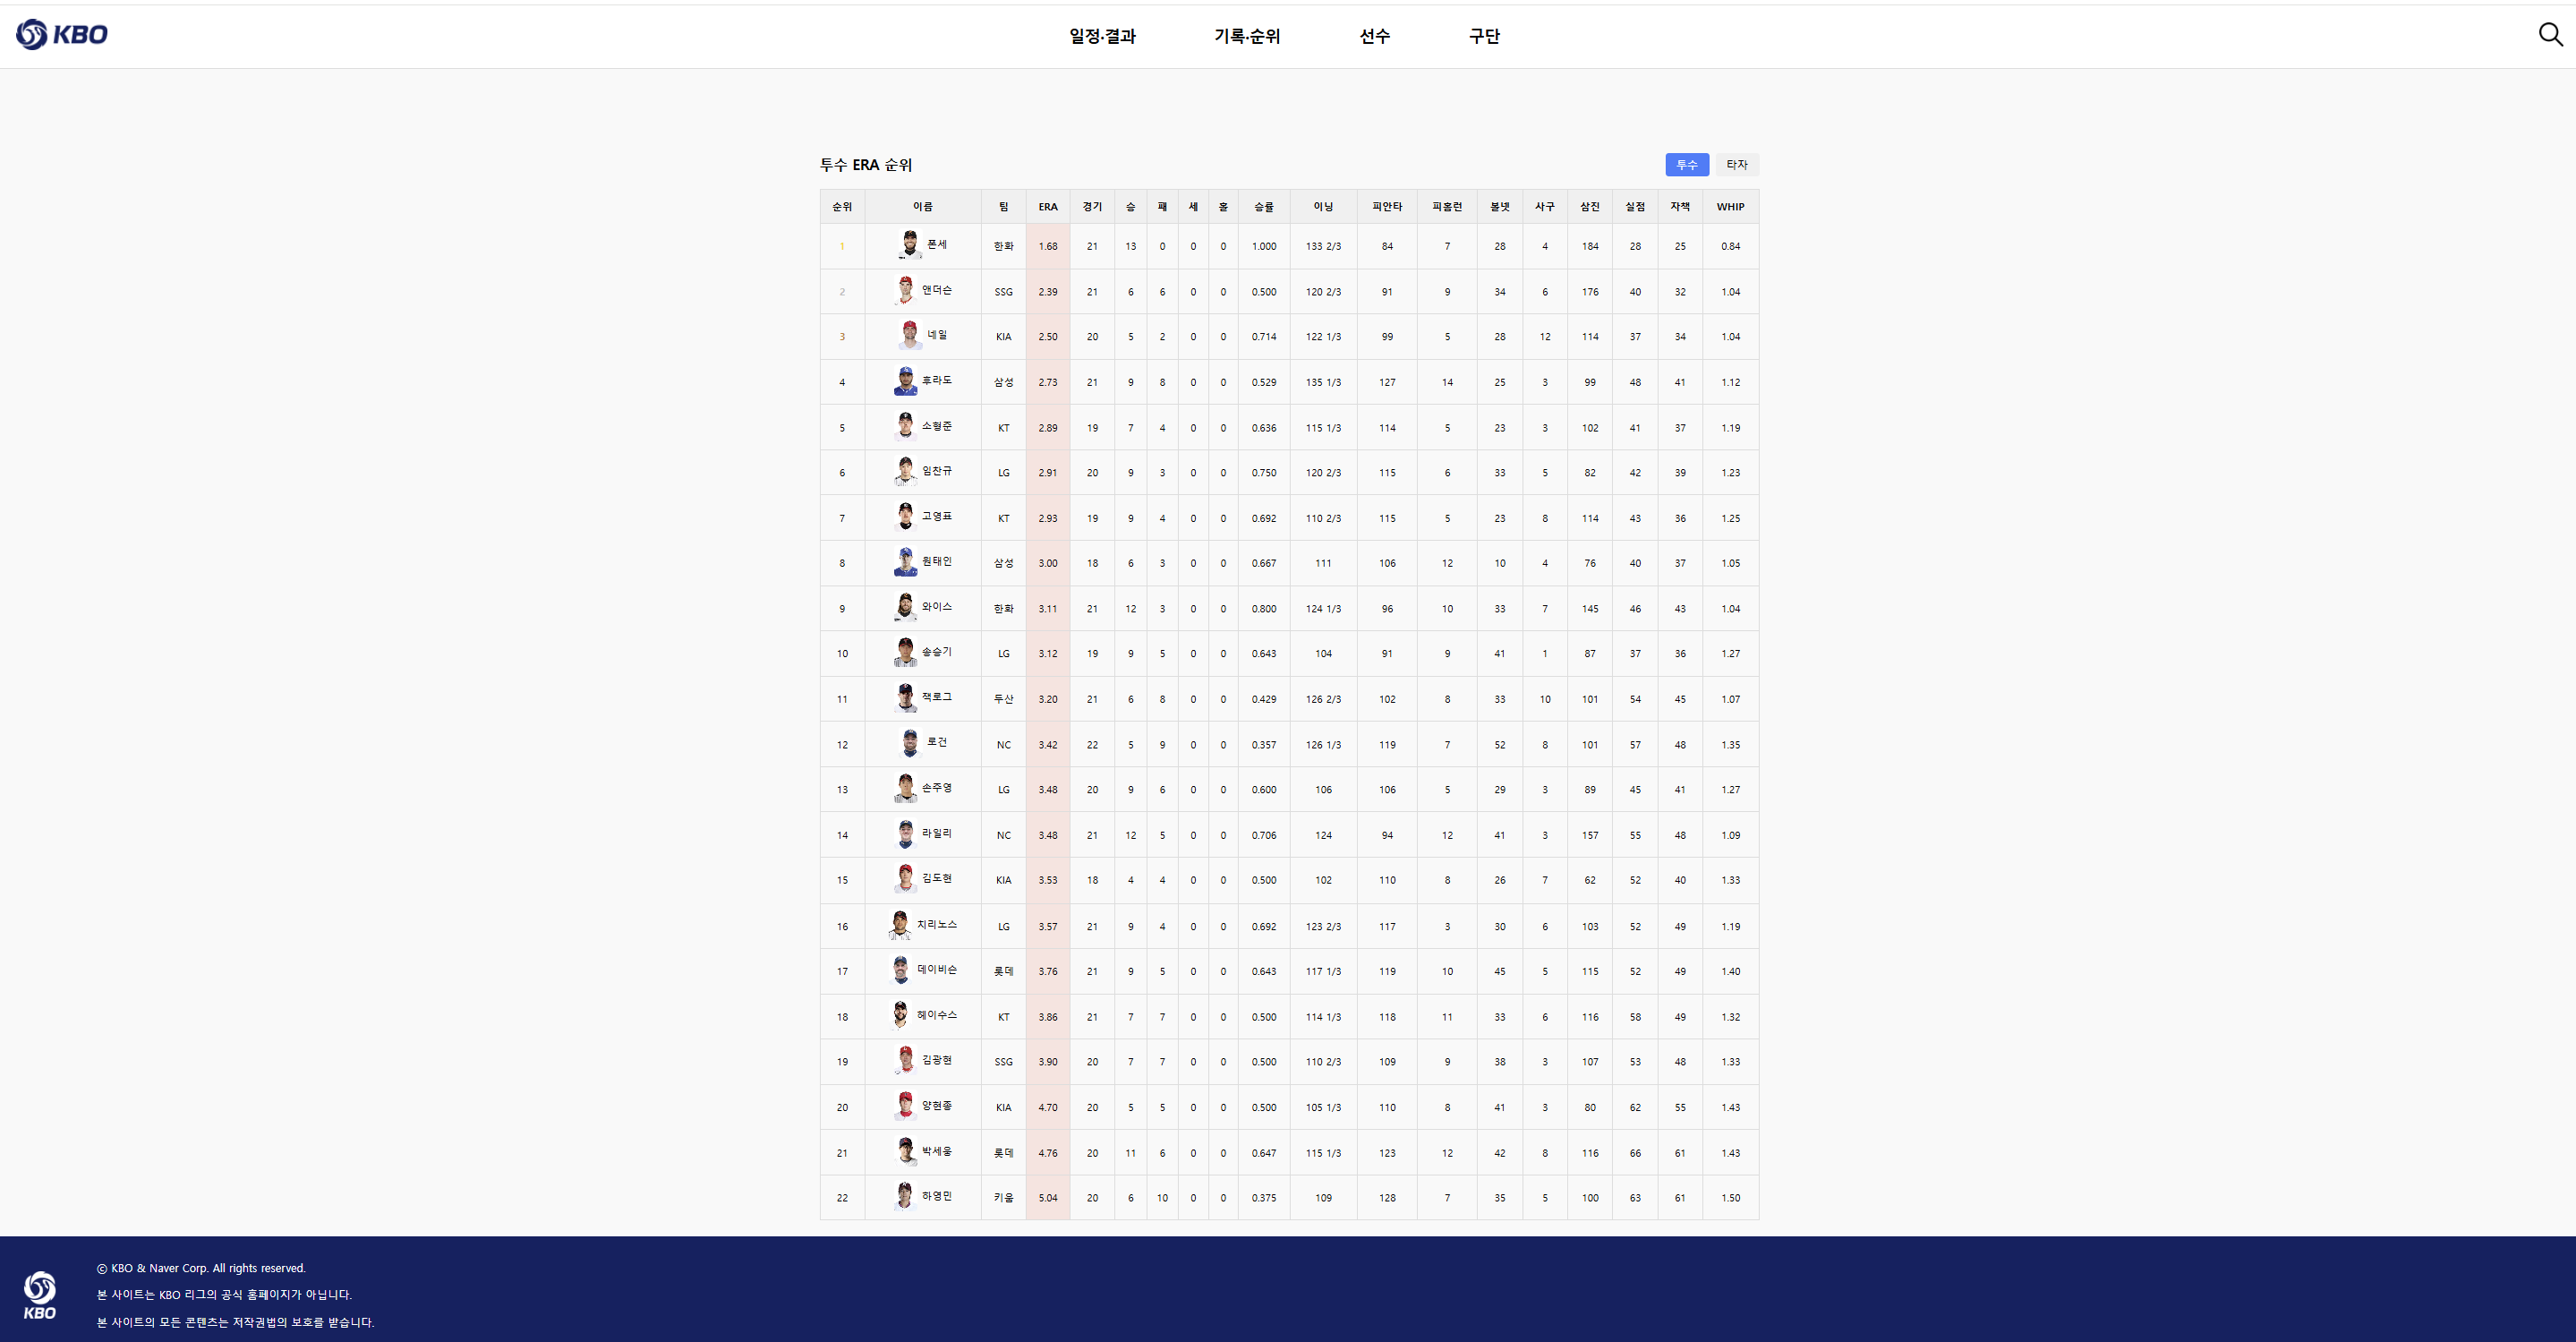 KBO 일정·결과 기록·순위 선수 구단
투수 ERA 순위 투수 타자
순위 이름 팀 ERA 경기 승 패 세 홀 승률 이닝 피안타 피홈런 볼넷 사구 삼진 실점 자책 WHIP
1 폰세 한화 1.68 21 13 0 0 0 1.000 133 2/3 84 7 28 4 184 28 25 0.84
2 앤더슨 SSG 2.39 21 6 6 0 0 0.500 120 2/3 91 9 34 6 176 40 32 1.04
3 네일 KIA 2.50 20 5 2 0 0 0.714 122 1/3 99 5 28 12 114 37 34 1.04
4 후라도 삼성 2.73 21 9 8 0 0 0.529 135 1/3 127 14 25 3 99 48 41 1.12
5 소형준 KT 2.89 19 7 4 0 0 0.636 115 1/3 114 5 23 3 102 41 37 1.19
6 임찬규 LG 2.91 20 9 3 0 0 0.750 120 2/3 115 6 33 5 82 42 39 1.23
7 고영표 KT 2.93 19 9 4 0 0 0.692 110 2/3 115 5 23 8 114 43 36 1.25
8 원태인 삼성 3.00 18 6 3 0 0 0.667 111 106 12 10 4 76 40 37 1.05
9 와이스 한화 3.11 21 12 3 0 0 0.800 124 1/3 96 10 33 7 145 46 43 1.04
10 송승기 LG 3.12 19 9 5 0 0 0.643 104 91 9 41 1 87 37 36 1.27
11 잭로그 두산 3.20 21 6 8 0 0 0.429 126 2/3 102 8 33 10 101 54 45 1.07
12 로건 NC 3.42 22 5 9 0 0 0.357 126 1/3 119 7 52 8 101 57 48 1.35
13 손주영 LG 3.48 20 9 6 0 0 0.600 106 106 5 29 3 89 45 41 1.27
14 라일리 NC 3.48 21 12 5 0 0 0.706 124 94 12 41 3 157 55 48 1.09
15 김도현 KIA 3.53 18 4 4 0 0 0.500 102 110 8 26 7 62 52 40 1.33
16 치리노스 LG 3.57 21 9 4 0 0 0.692 123 2/3 117 3 30 6 103 52 49 1.19
17 데이비슨 롯데 3.76 21 9 5 0 0 0.643 117 1/3 119 10 45 5 115 52 49 1.40
18 헤이수스 KT 3.86 21 7 7 0 0 0.500 114 1/3 118 11 33 6 116 58 49 1.32
19 김광현 SSG 3.90 20 7 7 0 0 0.500 110 2/3 109 9 38 3 107 53 48 1.33
20 양현종 KIA 4.70 20 5 5 0 0 0.500 105 1/3 110 8 41 3 80 62 55 1.43
21 박세웅 롯데 4.76 20 11 6 0 0 0.647 115 1/3 123 12 42 8 116 66 61 1.43
22 하영민 키움 5.04 20 6 10 0 0 0.375 109 128 7 35 5 100 63 61 1.50
© KBO & Naver Corp. All rights reserved.
본 사이트는 KBO 리그의 공식 홈페이지가 아닙니다.
KBO
본 사이트의 모든 콘텐츠는 저작권법의 보호를 받습니다.